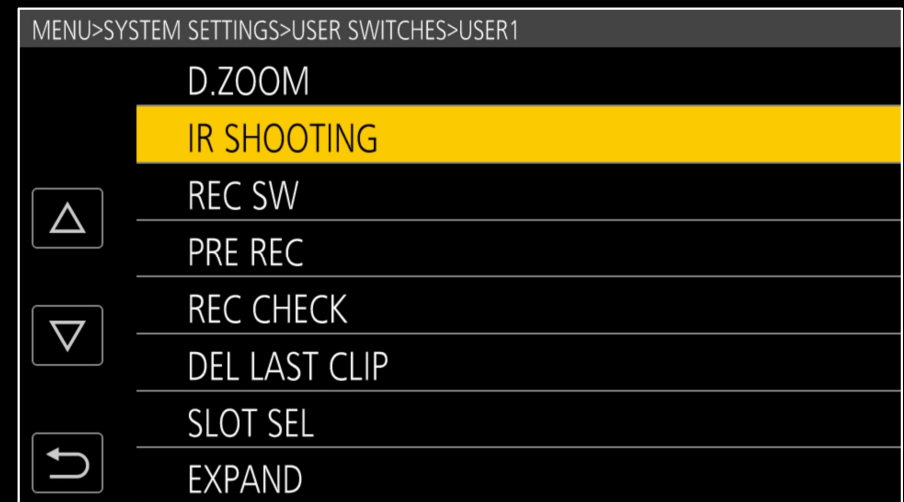 MENU>SYSTEM SETTINGS>USER SWITCHES>USER1
D.ZOOM
IR SHOOTING
REC SW
PRE REC
REC CHECK
DEL LAST CLIP
SLOT SEL
EXPAND